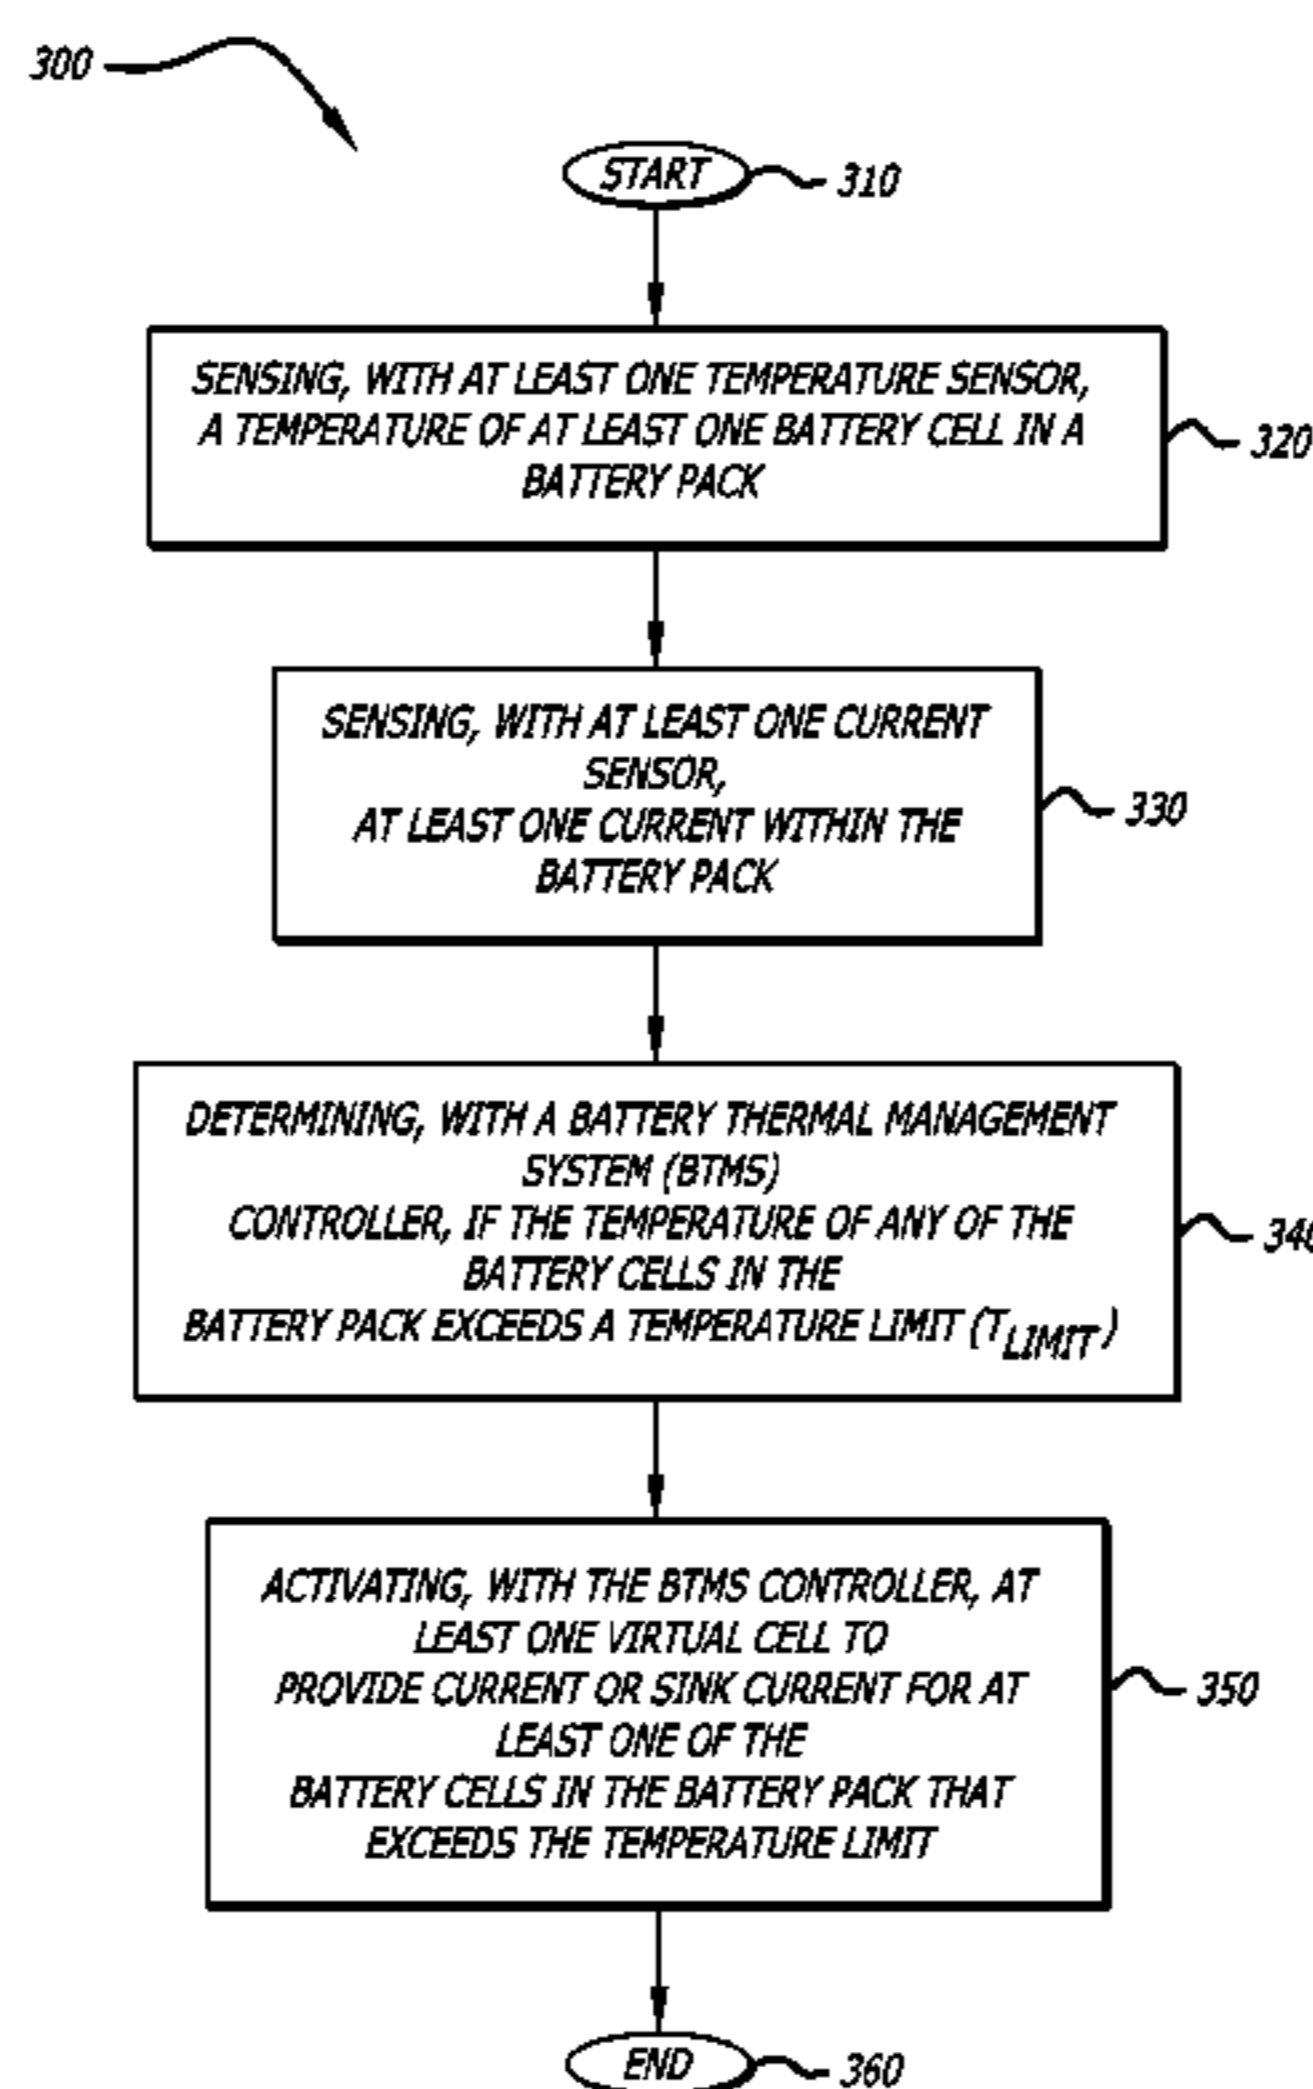 300
START
310
SENSING, WITH AT LEAST ONE TEMPERATURE SENSOR,
A TEMPERATURE OF AT LEAST ONE BATTERY CELL IN A
BATTERY PACK
320
SENSING, WITH AT LEAST ONE CURRENT
SENSOR,
AT LEAST ONE CURRENT WITHIN THE
BATTERY PACK
330
DETERMINING, WITH A BATTERY THERMAL MANAGEMENT
SYSTEM (BTMS)
CONTROLLER, IF THE TEMPERATURE OF ANY OF THE
BATTERY CELLS IN THE
BATTERY PACK EXCEEDS A TEMPERATURE LIMIT (TLIMIT)
340
ACTIVATING, WITH THE BTMS CONTROLLER, AT
LEAST ONE VIRTUAL CELL TO
PROVIDE CURRENT OR SINK CURRENT FOR AT
LEAST ONE OF THE
BATTERY CELLS IN THE BATTERY PACK THAT
EXCEEDS THE TEMPERATURE LIMIT
350
END
360